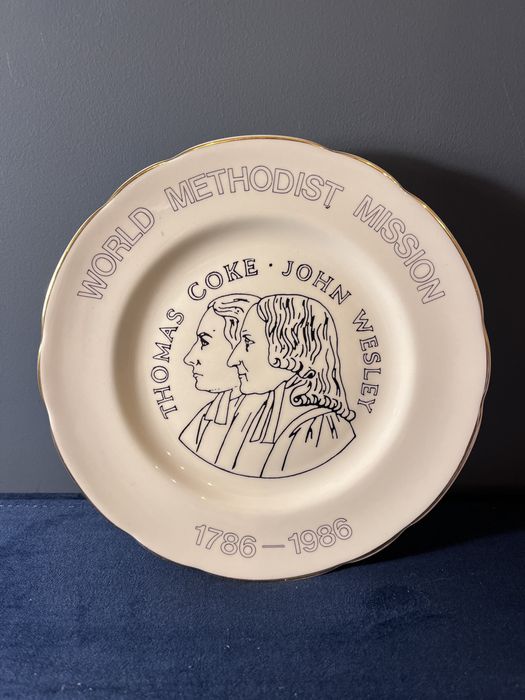 WORLD METHODIST MISSION
THOMAS COKE · JOHN WESLEY
1786-1986